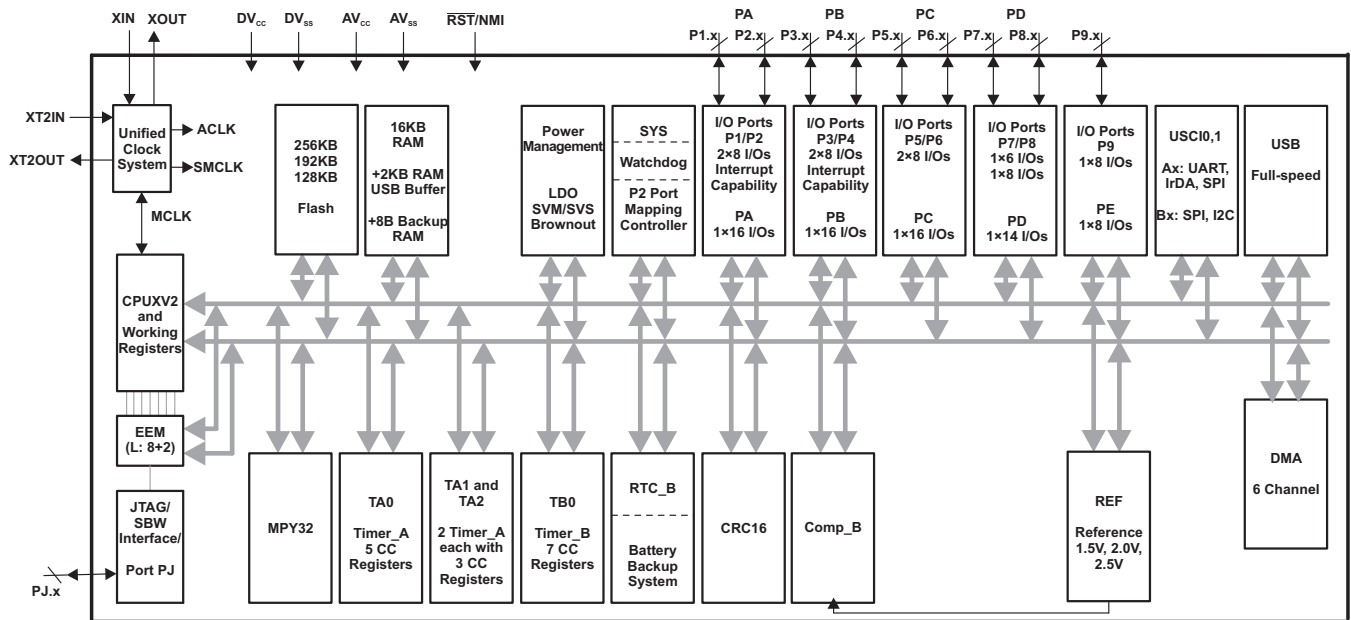 XIN XOUT DVCC DVSS AVCC AVSS RST/NMI
PA PB PC PD
P1.x P2.x P3.x P4.x P5.x P6.x P7.x P8.x P9.x
XT2IN
XT2OUT
Unified
Clock
System
ACLK
SMCLK
MCLK
256KB
192KB
128KB
Flash
16KB
RAM
+2KB RAM
USB Buffer
+8B Backup
RAM
Power
Management
LDO
SVM/SVS
Brownout
SYS
Watchdog
P2 Port
Mapping
Controller
I/O Ports
P1/P2
2×8 I/Os
Interrupt
Capability
PA
1×16 I/Os
I/O Ports
P3/P4
2×8 I/Os
Interrupt
Capability
PB
1×16 I/Os
I/O Ports
P5/P6
2×8 I/Os
PC
1×16 I/Os
I/O Ports
P7/P8
1×6 I/Os
1×8 I/Os
PD
1×14 I/Os
I/O Ports
P9
1×8 I/Os
PE
1×8 I/Os
USCI0,1
Ax: UART,
IrDA, SPI
Bx: SPI, I2C
USB
Full-speed
CPUXV2
and
Working
Registers
EEM
(L: 8+2)
JTAG/
SBW
Interface/
Port PJ
PJ.x
MPY32
TA0
Timer_A
5 CC
Registers
TA1 and
TA2
2 Timer_A
each with
3 CC
Registers
TB0
Timer_B
7 CC
Registers
RTC_B
Battery
Backup
System
CRC16
Comp_B
REF
Reference
1.5V, 2.0V,
2.5V
DMA
6 Channel